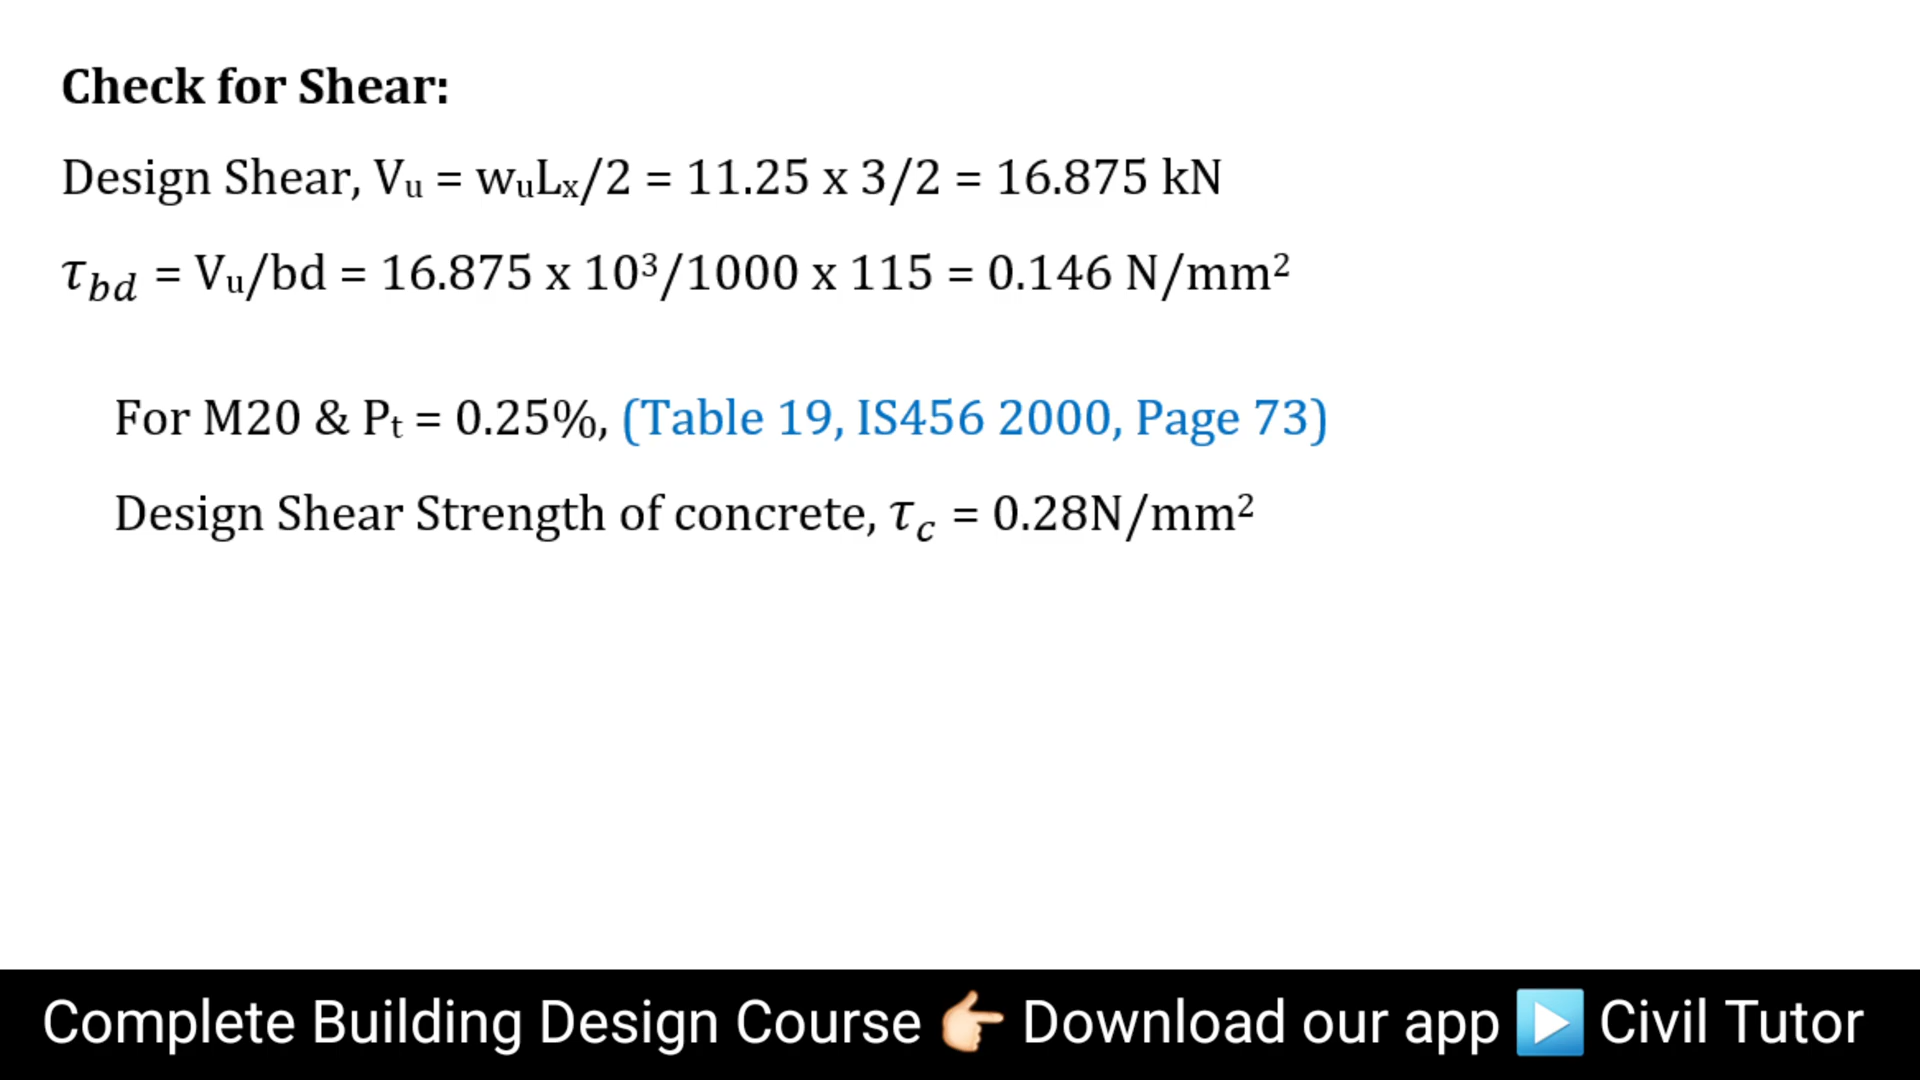 Check for Shear:
Design Shear, Vᵤ = wᵤLₓ/2 = 11.25 x 3/2 = 16.875 kN
τ_bd = Vᵤ/bd = 16.875 x 10³/1000 x 115 = 0.146 N/mm²
For M20 & Pₜ = 0.25%, (Table 19, IS456 2000, Page 73)
Design Shear Strength of concrete, τ_c = 0.28N/mm²
Complete Building Design Course 👉 Download our app ▶️ Civil Tutor